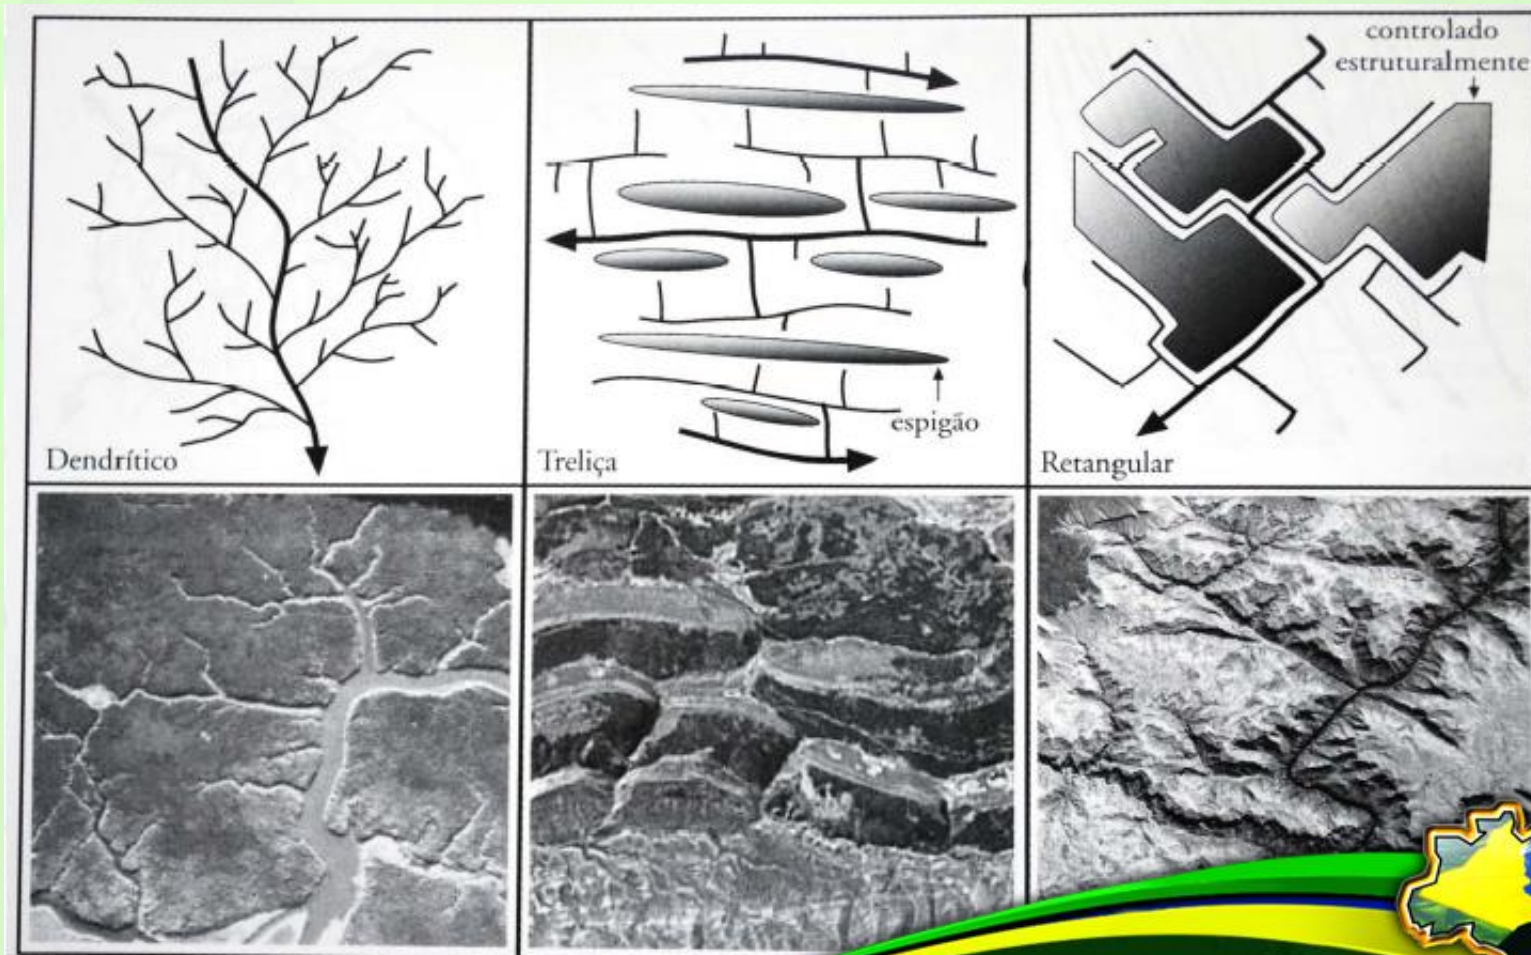 controlado
estruturalmente
espigão
Dendrítico
Treliça
Retangular